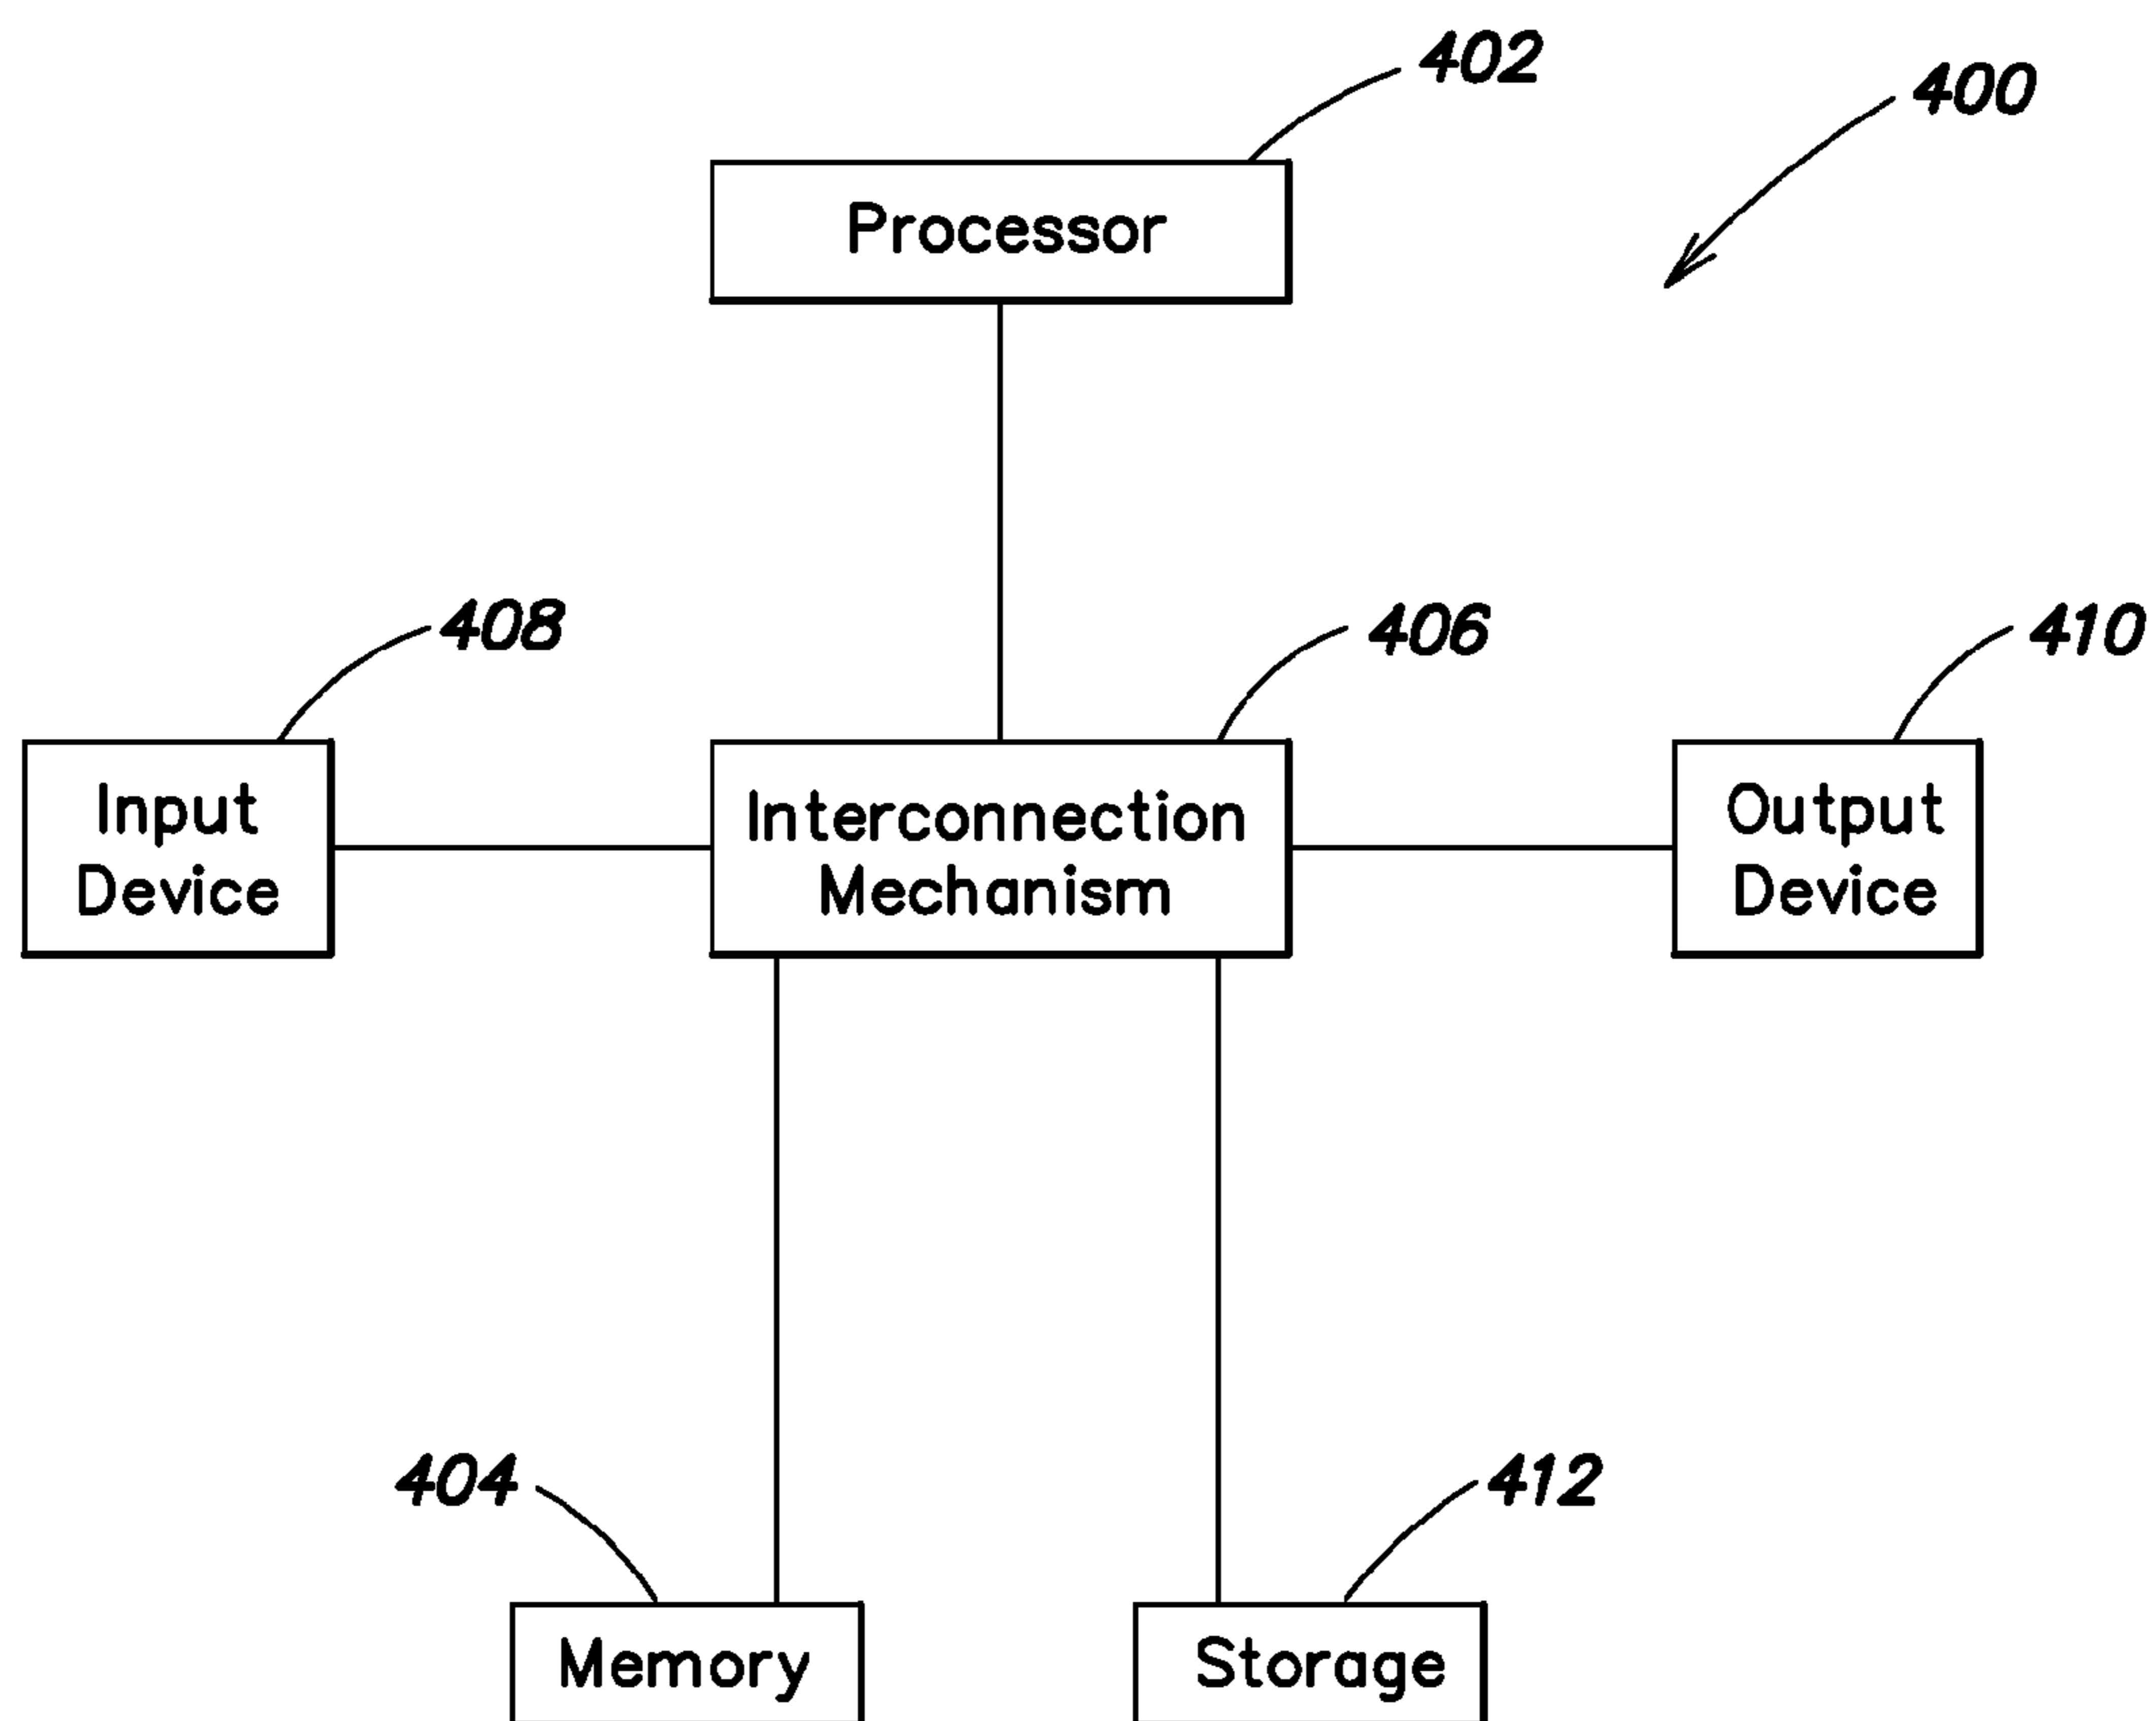 402
400
Processor
408
406
410
Input
Device
Interconnection
Mechanism
Output
Device
404
412
Memory
Storage